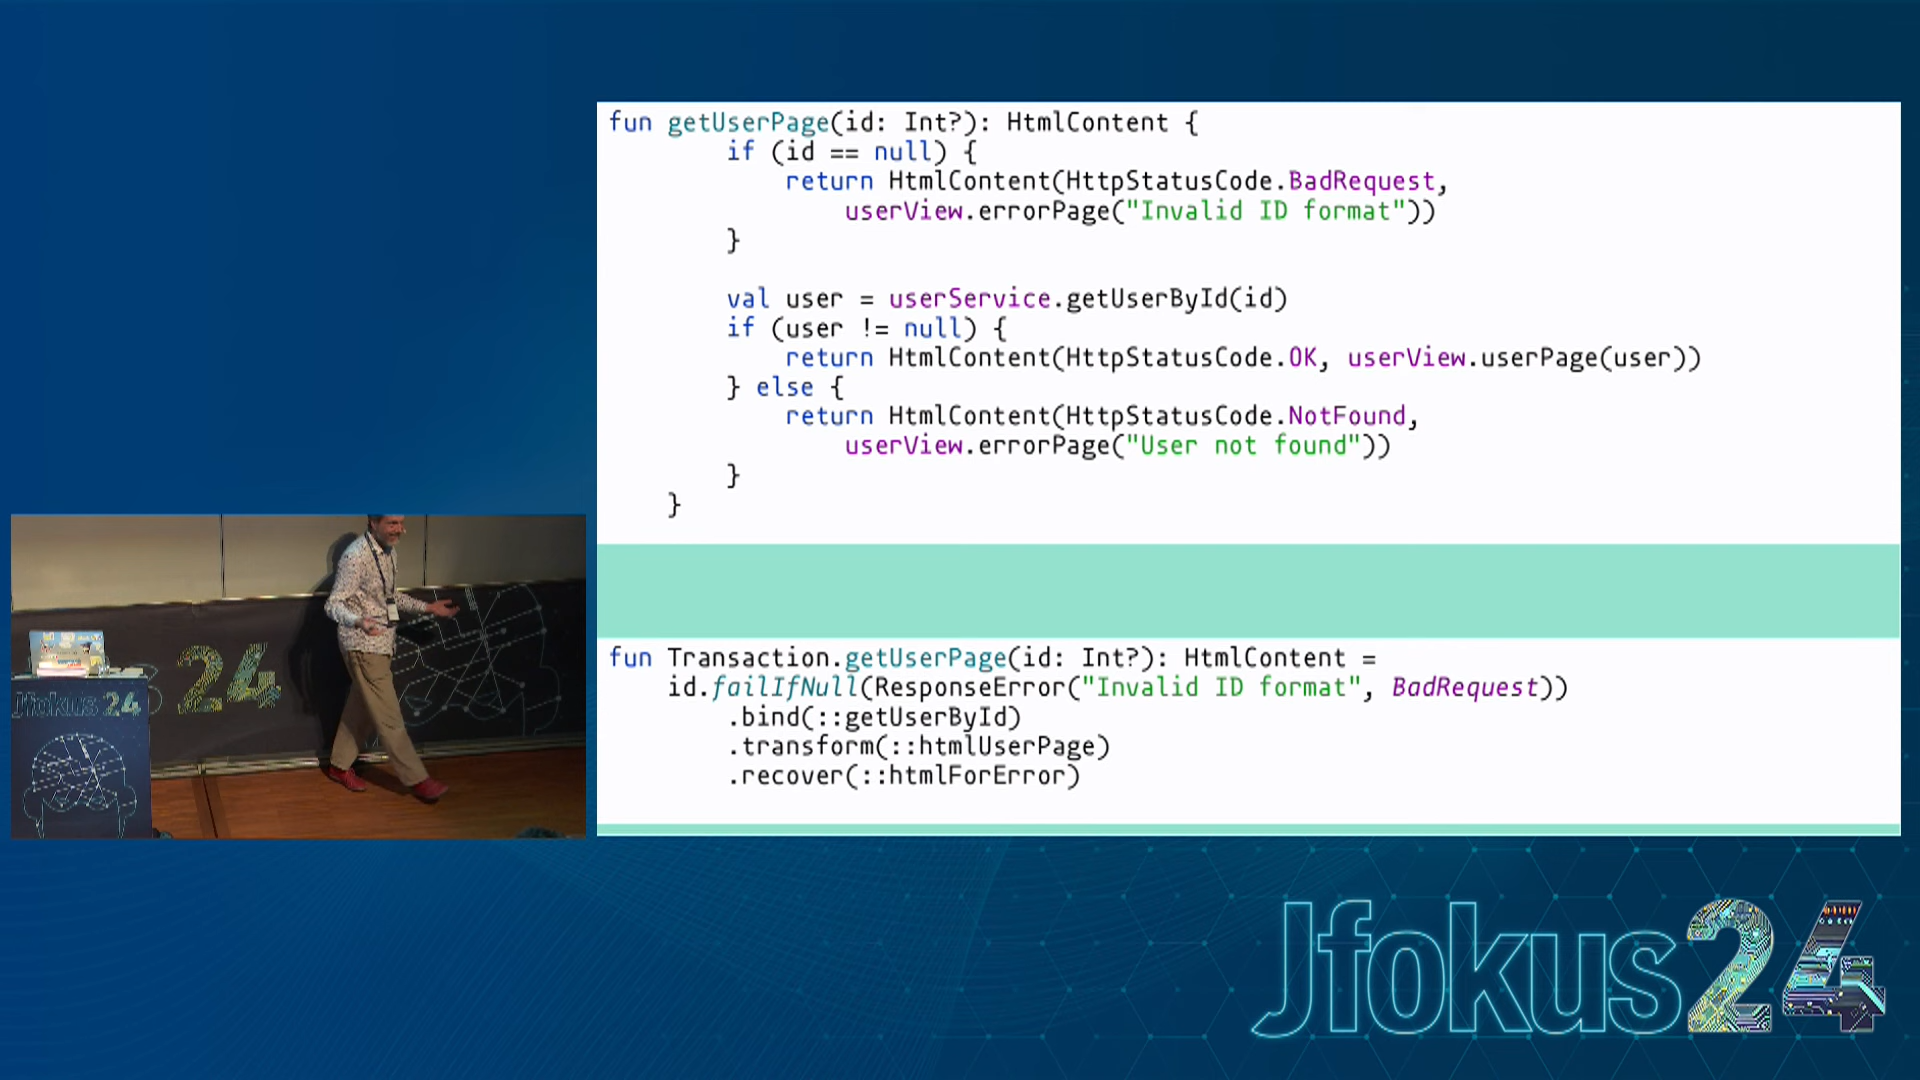 fun getUserPage(id: Int?): HtmlContent {
if (id == null) {
return HtmlContent(HttpStatusCode.BadRequest,
userView.errorPage("Invalid ID format"))
}
val user = userService.getUserById(id)
if (user != null) {
return HtmlContent(HttpStatusCode.OK, userView.userPage(user))
} else {
return HtmlContent(HttpStatusCode.NotFound,
userView.errorPage("User not found"))
}
}
fun Transaction.getUserPage(id: Int?): HtmlContent =
id.failIfNull(ResponseError("Invalid ID format", BadRequest))
.bind(::getUserById)
.transform(::htmlUserPage)
.recover(::htmlForError)
24
Jfokus 24
Jfokus24